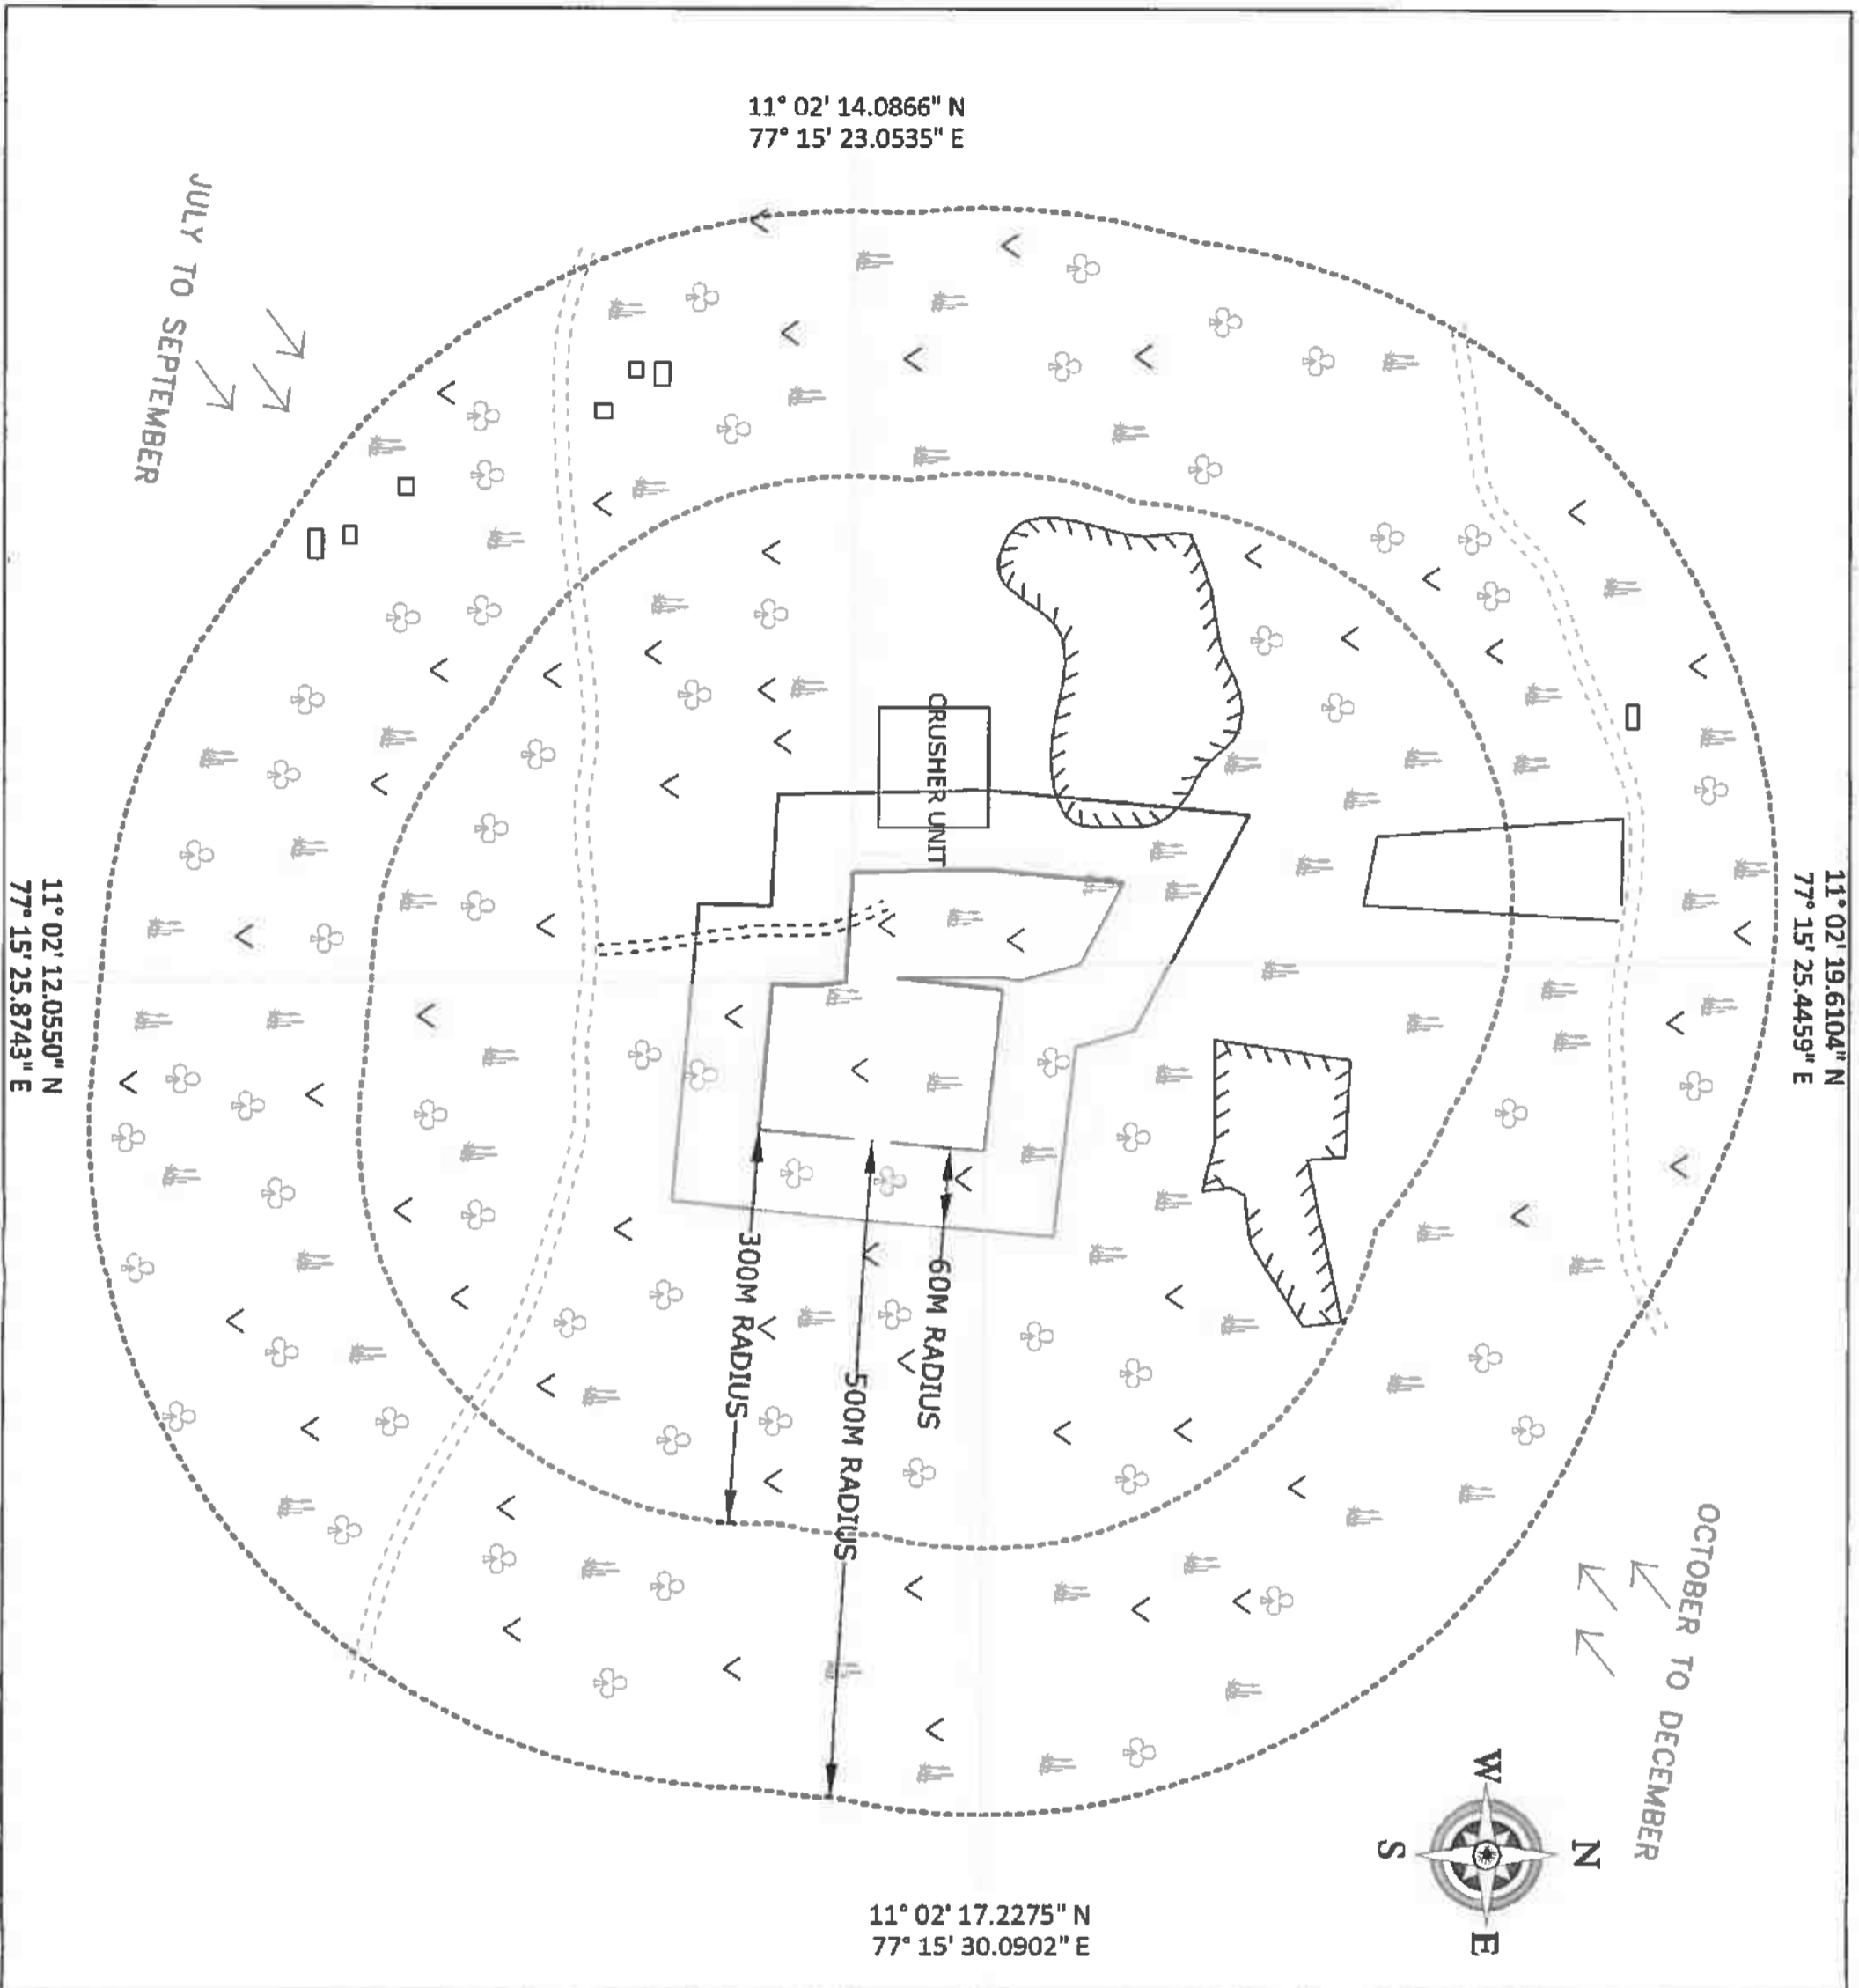 11° 02' 14.0866" N
77° 15' 23.0535" E
JULY TO SEPTEMBER
CRUSHER UNIT
11° 02' 19.6104" N
77° 15' 25.4459" E
11° 02' 12.0550" N
77° 15' 25.8743" E
300M RADIUS
500M RADIUS
60M RADIUS
OCTOBER TO DECEMBER
W
N
S
E
11° 02' 17.2275" N
77° 15' 30.0902" E